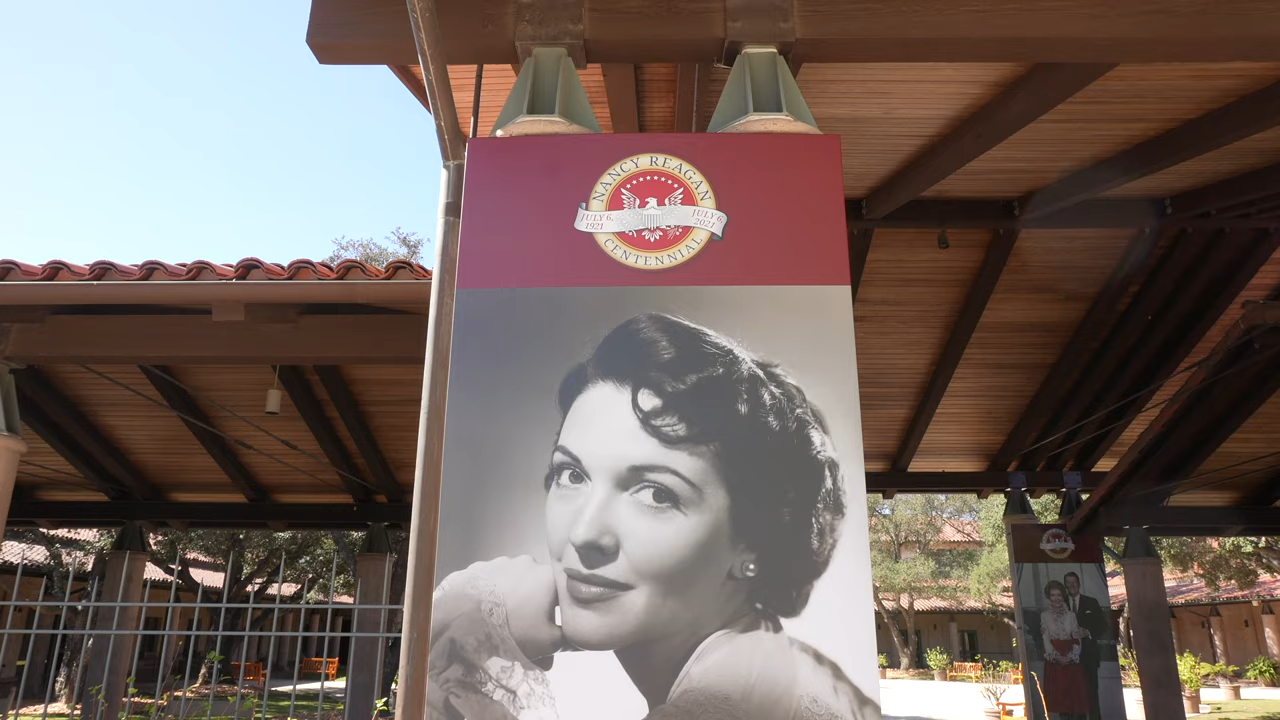 NANCY REAGAN
JULY 6, 1921
JULY 6, 2021
CENTENNIAL